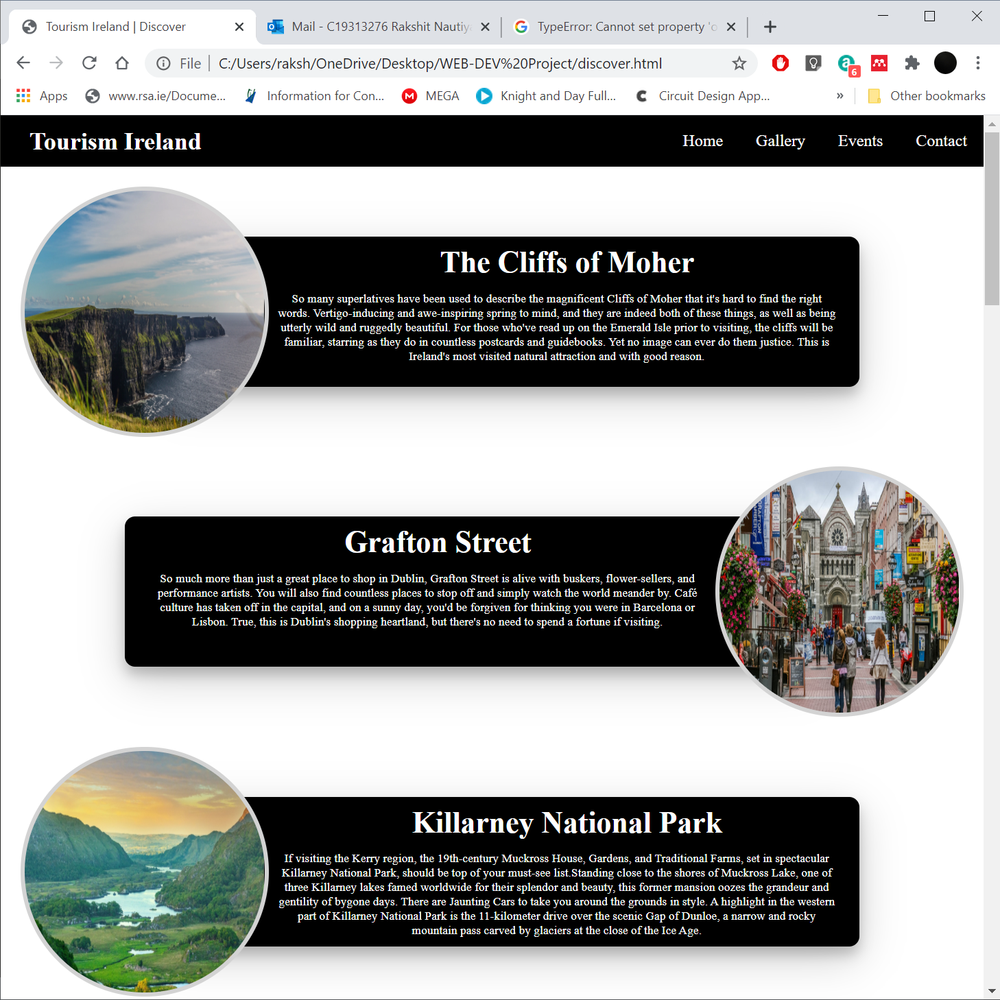 Tourism Ireland | Discover
Mail - C19313276 Rakshit Nautiy
TypeError: Cannot set property 'o
File
C:/Users/raksh/OneDrive/Desktop/WEB-DEV%20Project/discover.html
6
Apps
www.rsa.ie/Docume...
Information for Con...
MEGA
Knight and Day Full...
Circuit Design App...
»
Other bookmarks
Tourism Ireland
Home
Gallery
Events
Contact
The Cliffs of Moher
So many superlatives have been used to describe the magnificent Cliffs of Moher that it's hard to find the right
words. Vertigo-inducing and awe-inspiring spring to mind, and they are indeed both of these things, as well as being
utterly wild and ruggedly beautiful. For those who've read up on the Emerald Isle prior to visiting, the cliffs will be
familiar, starring as they do in countless postcards and guidebooks. Yet no image can ever do them justice. This is
Ireland's most visited natural attraction and with good reason.
Grafton Street
So much more than just a great place to shop in Dublin, Grafton Street is alive with buskers, flower-sellers, and
performance artists. You will also find countless places to stop off and simply watch the world meander by. Café
culture has taken off in the capital, and on a sunny day, you'd be forgiven for thinking you were in Barcelona or
Lisbon. True, this is Dublin's shopping heartland, but there's no need to spend a fortune if visiting.
Killarney National Park
If visiting the Kerry region, the 19th-century Muckross House, Gardens, and Traditional Farms, set in spectacular
Killarney National Park, should be top of your must-see list.Standing close to the shores of Muckross Lake, one of
three Killarney lakes famed worldwide for their splendor and beauty, this former mansion oozes the grandeur and
gentility of bygone days. There are Jaunting Cars to take you around the grounds in style. A highlight in the western
part of Killarney National Park is the 11-kilometer drive over the scenic Gap of Dunloe, a narrow and rocky
mountain pass carved by glaciers at the close of the Ice Age.